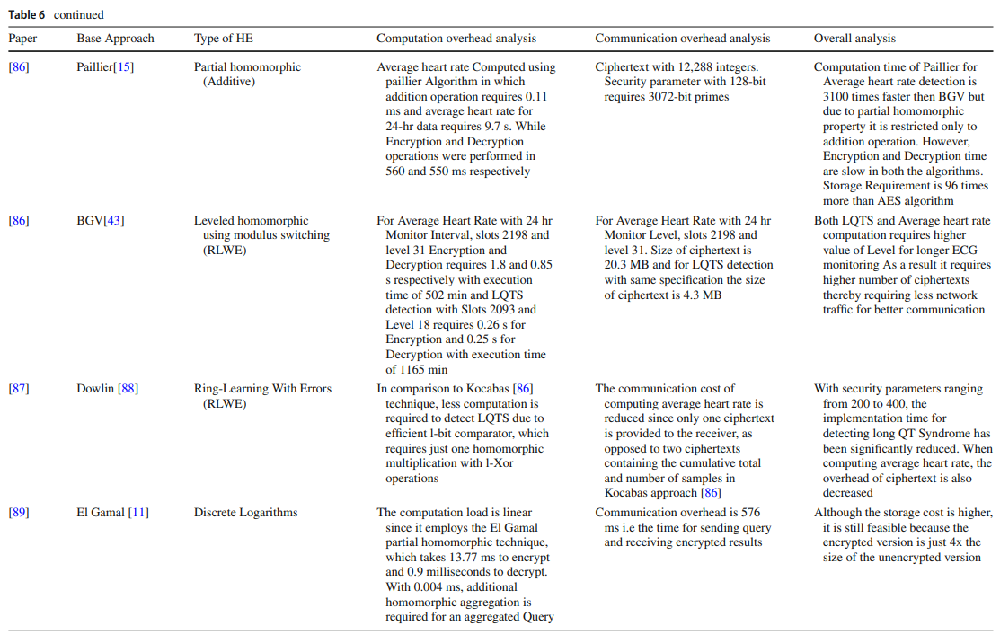 Table 6 continued
Paper
Base Approach
Type of HE
Computation overhead analysis
Communication overhead analysis
Overall analysis
[86]
Paillier[15]
Partial homomorphic
(Additive)
Average heart rate Computed using
paillier Algorithm in which
addition operation requires 0.11
ms and average heart rate for
24-hr data requires 9.7 s. While
Encryption and Decryption
operations were performed in
560 and 550 ms respectively
Ciphertext with 12,288 integers.
Security parameter with 128-bit
requires 3072-bit primes
Computation time of Paillier for
Average heart rate detection is
3100 times faster then BGV but
due to partial homomorphic
property it is restricted only to
addition operation. However,
Encryption and Decryption time
are slow in both the algorithms.
Storage Requirement is 96 times
more than AES algorithm
[86]
BGV[43]
Leveled homomorphic
using modulus switching
(RLWE)
For Average Heart Rate with 24 hr
Monitor Interval, slots 2198 and
level 31 Encryption and
Decryption requires 1.8 and 0.85
s respectively with execution
time of 502 min and LQTS
detection with Slots 2093 and
Level 18 requires 0.26 s for
Encryption and 0.25 s for
Decryption with execution time
of 1165 min
For Average Heart Rate with 24 hr
Monitor Level, slots 2198 and
level 31. Size of ciphertext is
20.3 MB and for LQTS detection
with same specification the size
of ciphertext is 4.3 MB
Both LQTS and Average heart rate
computation requires higher
value of Level for longer ECG
monitoring As a result it requires
higher number of ciphertexts
thereby requiring less network
traffic for better communication
[87]
Dowlin [88]
Ring-Learning With Errors
(RLWE)
In comparison to Kocabas [86]
technique, less computation is
required to detect LQTS due to
efficient l-bit comparator, which
requires just one homomorphic
multiplication with l-Xor
operations
The communication cost of
computing average heart rate is
reduced since only one ciphertext
is provided to the receiver, as
opposed to two ciphertexts
containing the cumulative total
and number of samples in
Kocabas approach [86]
With security parameters ranging
from 200 to 400, the
implementation time for
detecting long QT Syndrome has
been significantly reduced. When
computing average heart rate, the
overhead of ciphertext is also
decreased
[89]
El Gamal [11]
Discrete Logarithms
The computation load is linear
since it employs the El Gamal
partial homomorphic technique,
which takes 13.77 ms to encrypt
and 0.9 milliseconds to decrypt.
With 0.004 ms, additional
homomorphic aggregation is
required for an aggregated Query
Communication overhead is 576
ms i.e the time for sending query
and receiving encrypted results
Although the storage cost is higher,
it is still feasible because the
encrypted version is just 4x the
size of the unencrypted version